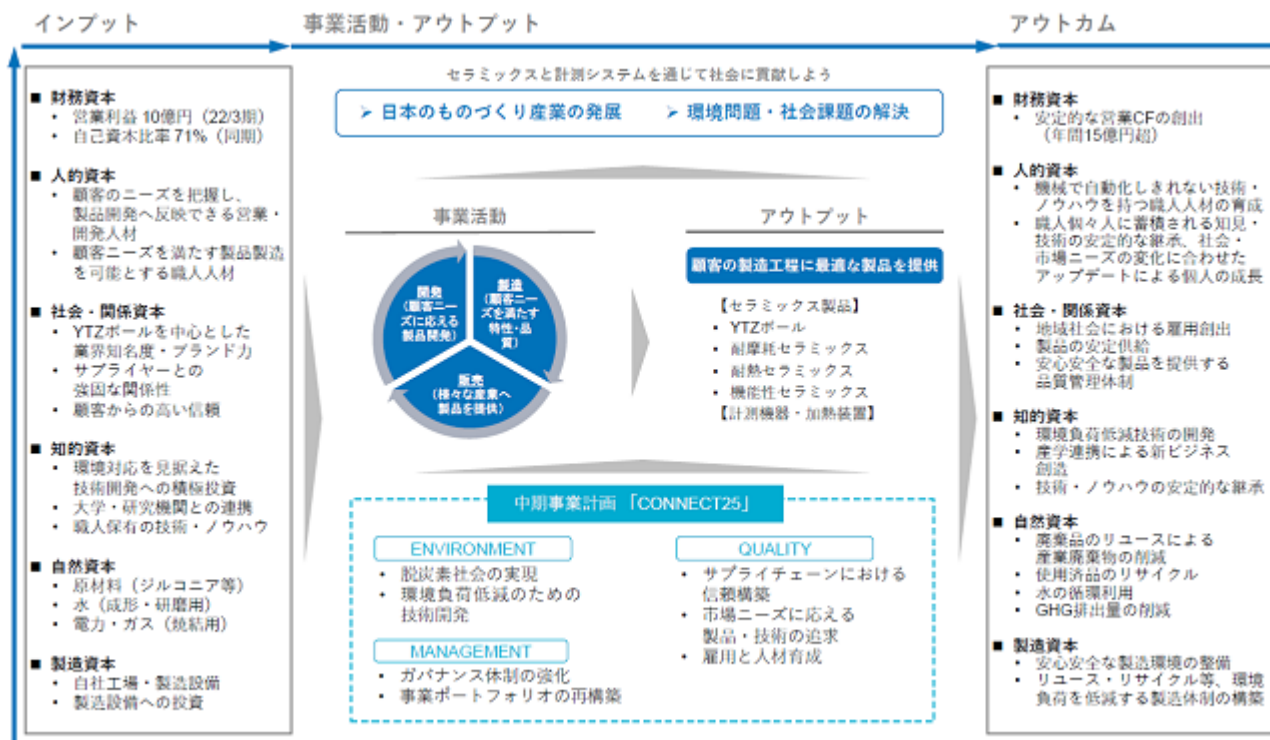 インプット
事業活動・アウトプット
アウトカム
■ 財務資本
• 営業利益 10億円（22/3期）
• 自己資本比率 71%（同期）
■ 人的資本
• 顧客のニーズを把握し、
製品開発へ反映できる営業・
開発人材
• 顧客ニーズを満たす製品製造
を可能とする職人人材
■ 社会・関係資本
• YTZボールを中心とした
業界知名度・ブランド力
• サプライヤーとの
強固な関係性
• 顧客からの高い信頼
■ 知的資本
• 環境対応を見据えた
技術開発への積極投資
• 大学・研究機関との連携
• 職人保有の技術・ノウハウ
■ 自然資本
• 原材料（ジルコニア等）
• 水（成形・研磨用）
• 電力・ガス（焼結用）
■ 製造資本
• 自社工場・製造設備
• 製造設備への投資
セラミックスと計測システムを通じて社会に貢献しよう
➢ 日本のものづくり産業の発展
➢ 環境問題・社会課題の解決
事業活動
開発
(顧客ニー
ズに応える
製品開発)
製造
(顧客ニー
ズを満たす
特性・品
質)
販売
(様々な産業へ
製品を提供)
アウトプット
顧客の製造工程に最適な製品を提供
【セラミックス製品】
• YTZボール
• 耐摩耗セラミックス
• 耐熱セラミックス
• 機能性セラミックス
【計測機器・加熱装置】
中期事業計画 「CONNECT25」
ENVIRONMENT
• 脱炭素社会の実現
• 環境負荷低減のための
技術開発
MANAGEMENT
• ガバナンス体制の強化
• 事業ポートフォリオの再構築
QUALITY
• サプライチェーンにおける
信頼構築
• 市場ニーズに応える
製品・技術の追求
• 雇用と人材育成
■ 財務資本
• 安定的な営業CFの創出
（年間15億円超）
■ 人的資本
• 機械で自動化しきれない技術・
ノウハウを持つ職人人材の育成
• 職人個々人に蓄積される知見・
技術の安定的な継承、社会・
市場ニーズの変化に合わせた
アップデートによる個人の成長
■ 社会・関係資本
• 地域社会における雇用創出
• 製品の安定供給
• 安心安全な製品を提供する
品質管理体制
■ 知的資本
• 環境負荷低減技術の開発
• 産学連携による新ビジネス
創造
• 技術・ノウハウの安定的な継承
■ 自然資本
• 廃棄品のリユースによる
産業廃棄物の削減
• 使用済品のリサイクル
• 水の循環利用
• GHG排出量の削減
■ 製造資本
• 安心安全な製造環境の整備
• リユース・リサイクル等、環境
負荷を低減する製造体制の構築